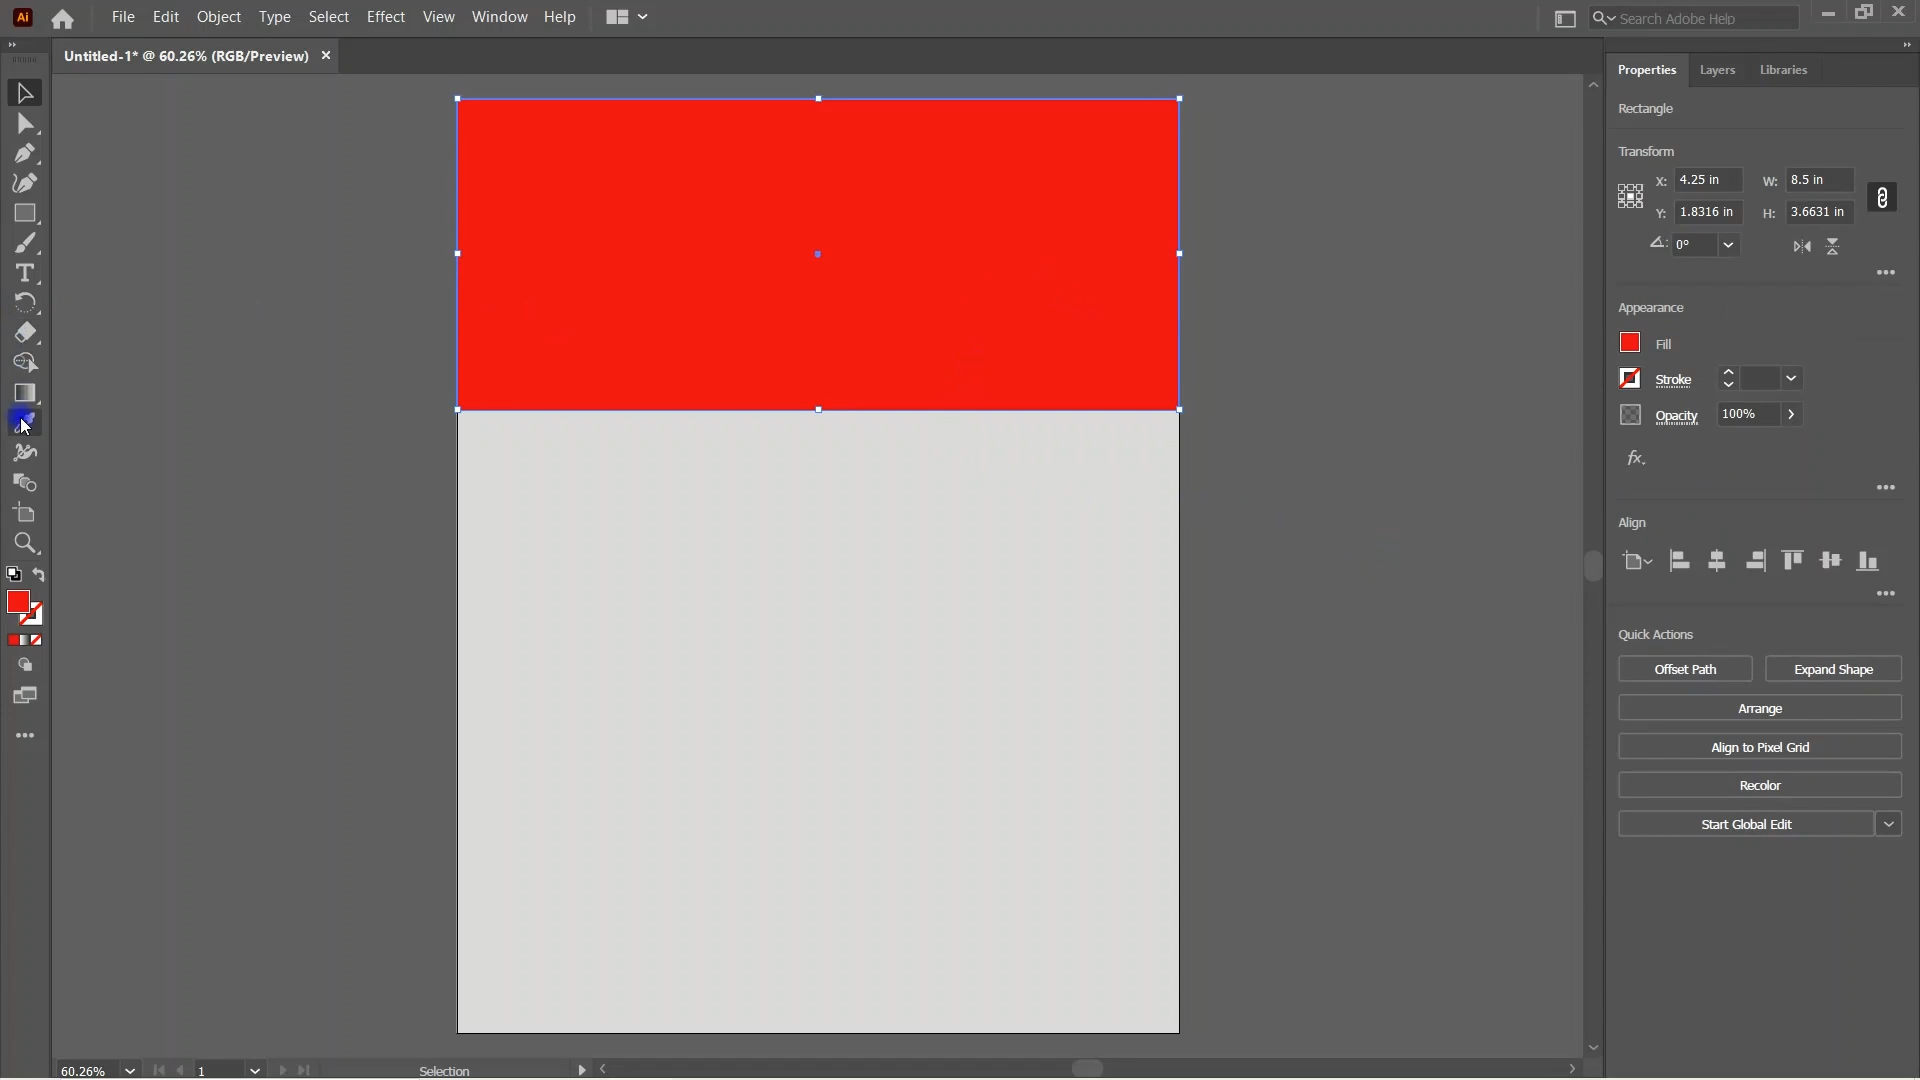 Ai File Edit Object Type Select Effect View Window Help Search Adobe Help
Untitled-1* @ 60.26% (RGB/Preview) ×
Properties Layers Libraries
Rectangle
Transform
X: 4.25 in W: 8.5 in
Y: 1.8316 in H: 3.6631 in
0°
Appearance
Fill
Stroke
Opacity 100%
fx.
Align
Quick Actions
Offset Path Expand Shape
Arrange
Align to Pixel Grid
Recolor
Start Global Edit
60.26% 1 Selection